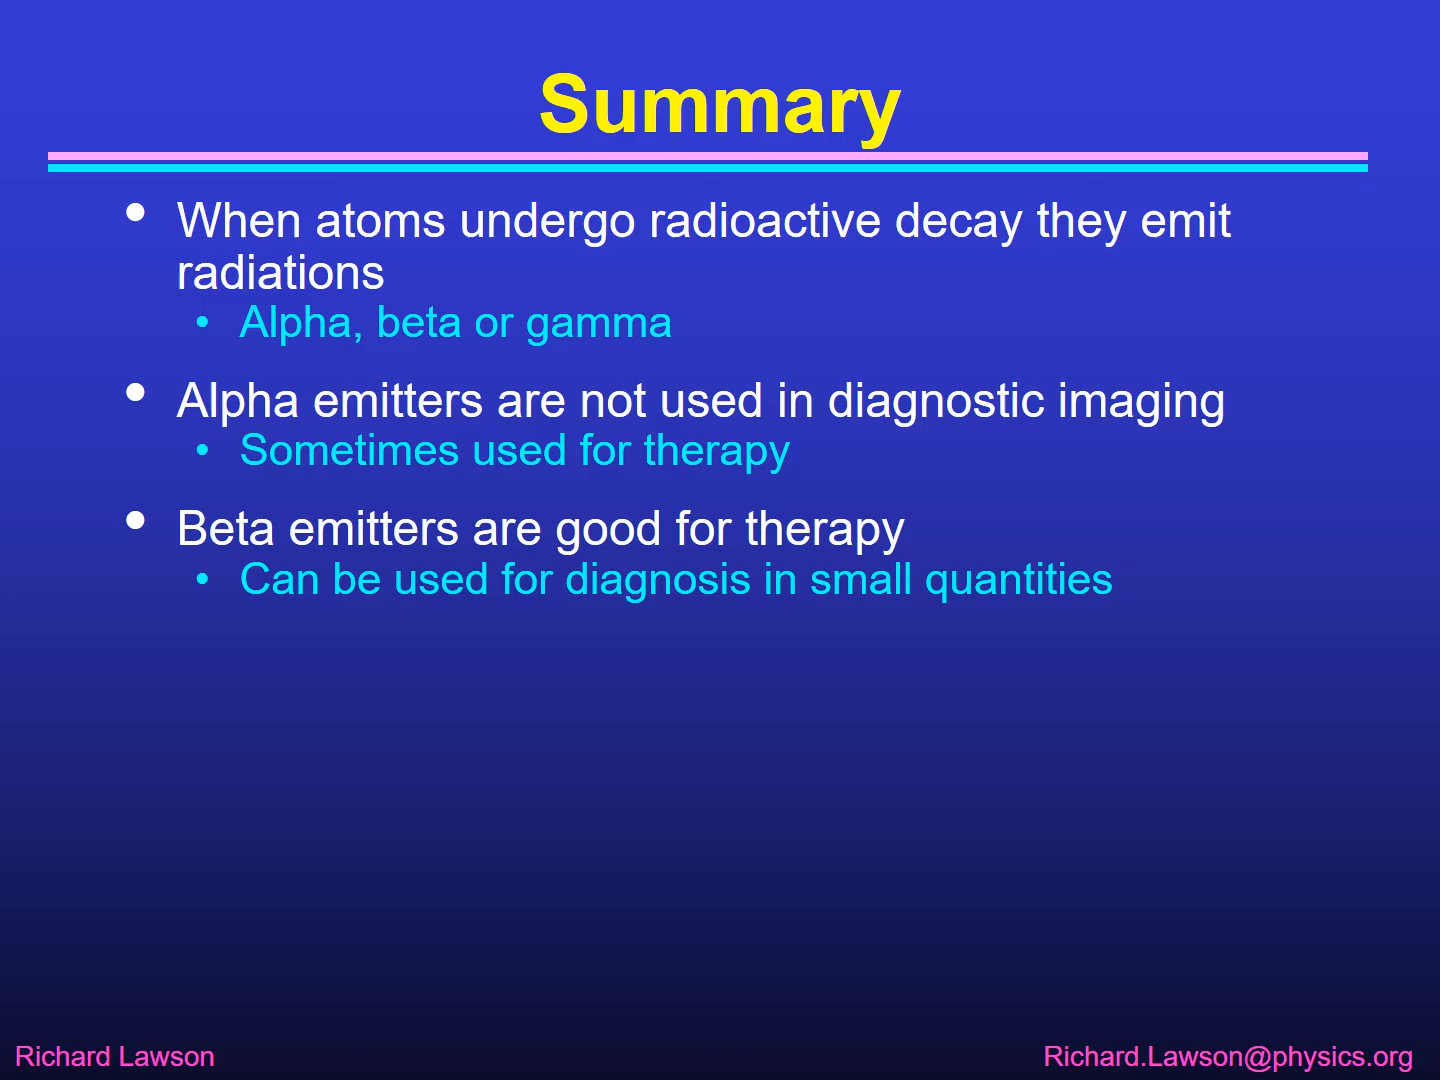 Summary
• When atoms undergo radioactive decay they emit
radiations
• Alpha, beta or gamma
• Alpha emitters are not used in diagnostic imaging
• Sometimes used for therapy
• Beta emitters are good for therapy
• Can be used for diagnosis in small quantities
Richard Lawson
Richard.Lawson@physics.org